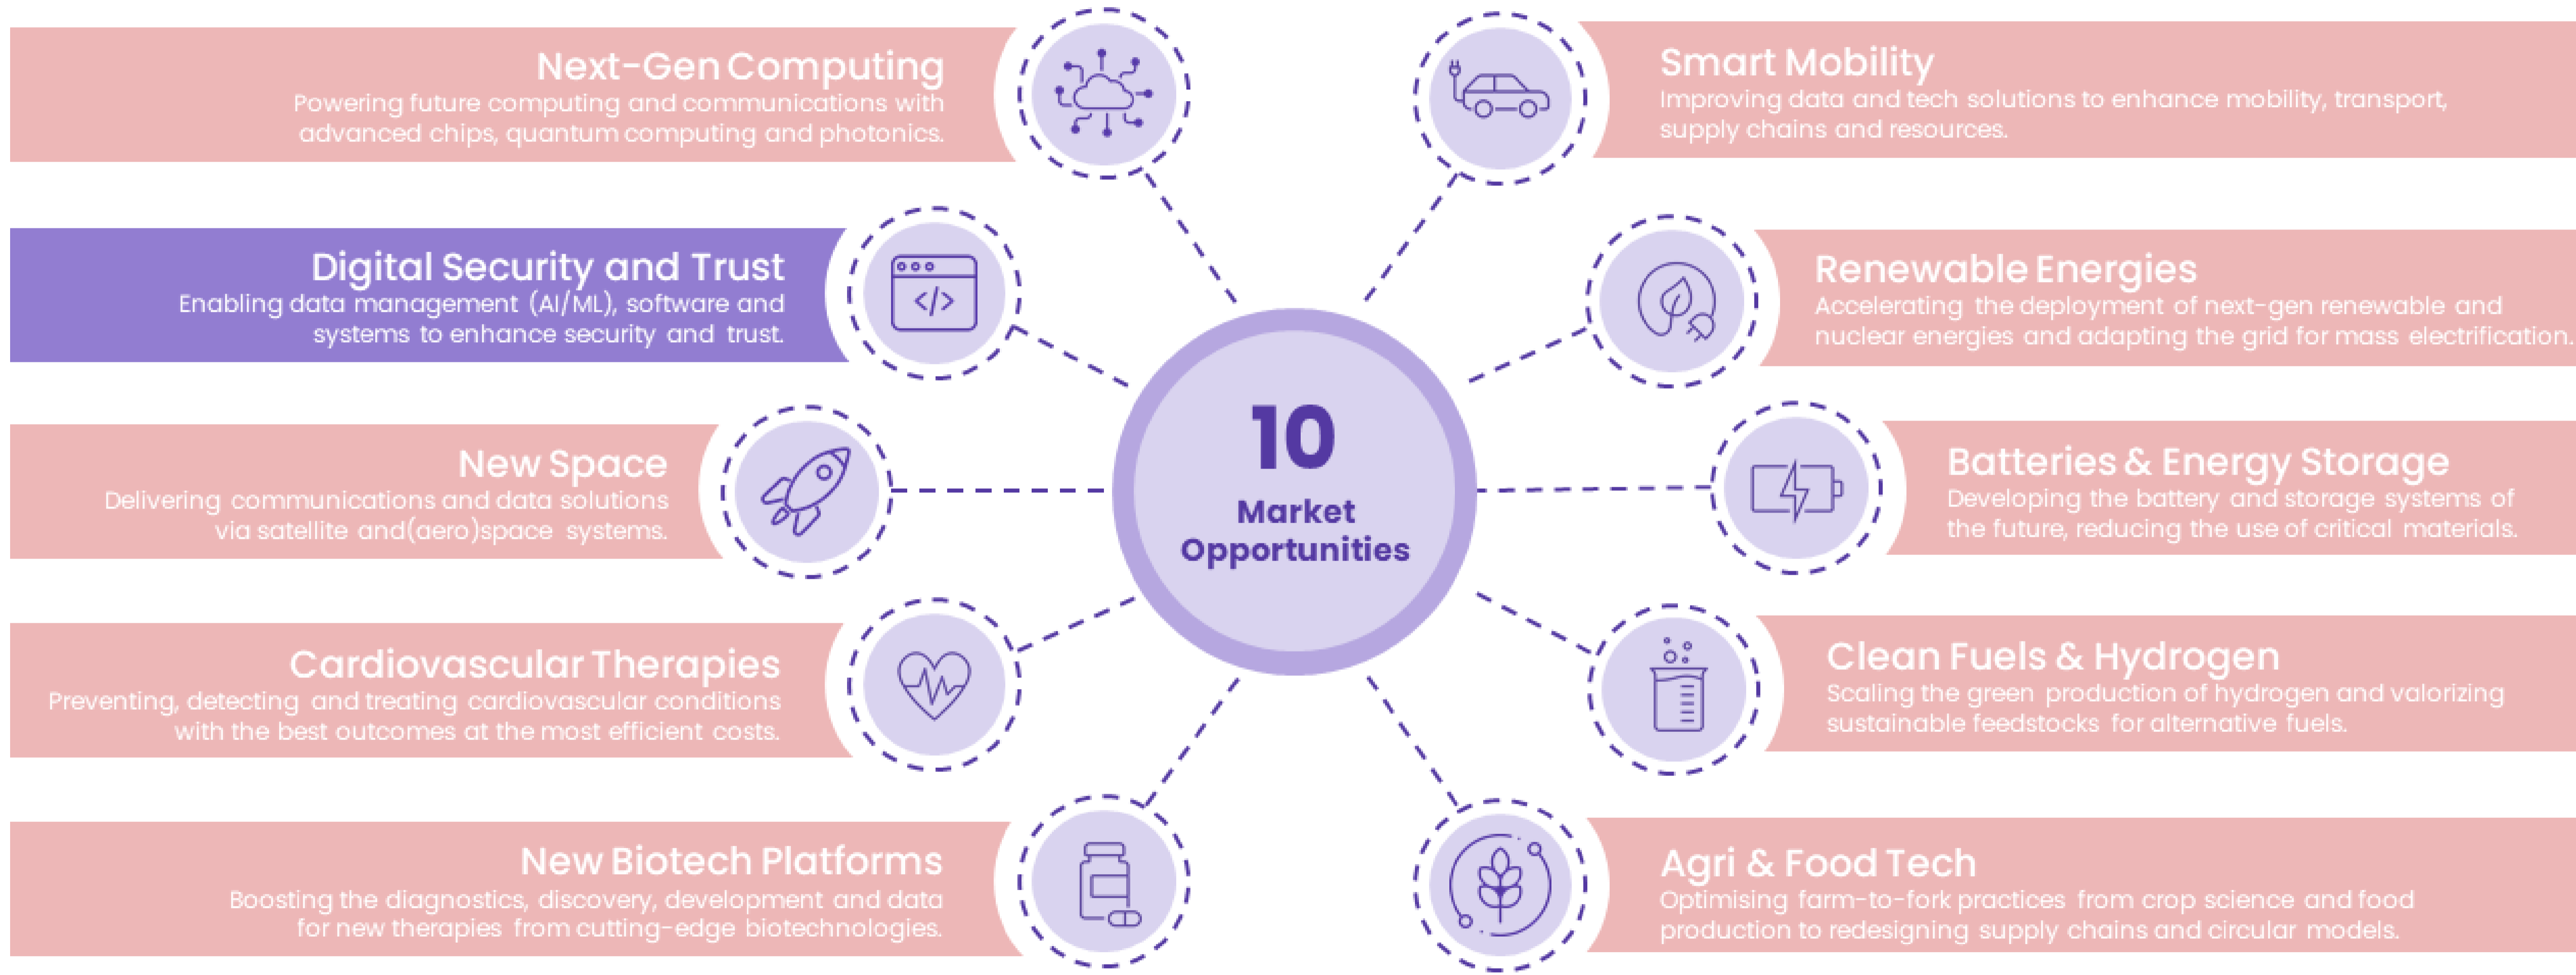 Next-Gen Computing
Powering future computing and communications with
advanced chips, quantum computing and photonics.
Digital Security and Trust
Enabling data management (AI/ML), software and
systems to enhance security and trust.
</>
New Space
Delivering communications and data solutions
via satellite and(aero)space systems.
Cardiovascular Therapies
Preventing, detecting and treating cardiovascular conditions
with the best outcomes at the most efficient costs.
New Biotech Platforms
Boosting the diagnostics, discovery, development and data
for new therapies from cutting-edge biotechnologies.
10
Market
Opportunities
Smart Mobility
Improving data and tech solutions to enhance mobility, transport,
supply chains and resources.
Renewable Energies
Accelerating the deployment of next-gen renewable and
nuclear energies and adapting the grid for mass electrification.
Batteries & Energy Storage
Developing the battery and storage systems of
the future, reducing the use of critical materials.
Clean Fuels & Hydrogen
Scaling the green production of hydrogen and valorizing
sustainable feedstocks for alternative fuels.
Agri & Food Tech
Optimising farm-to-fork practices from crop science and food
production to redesigning supply chains and circular models.